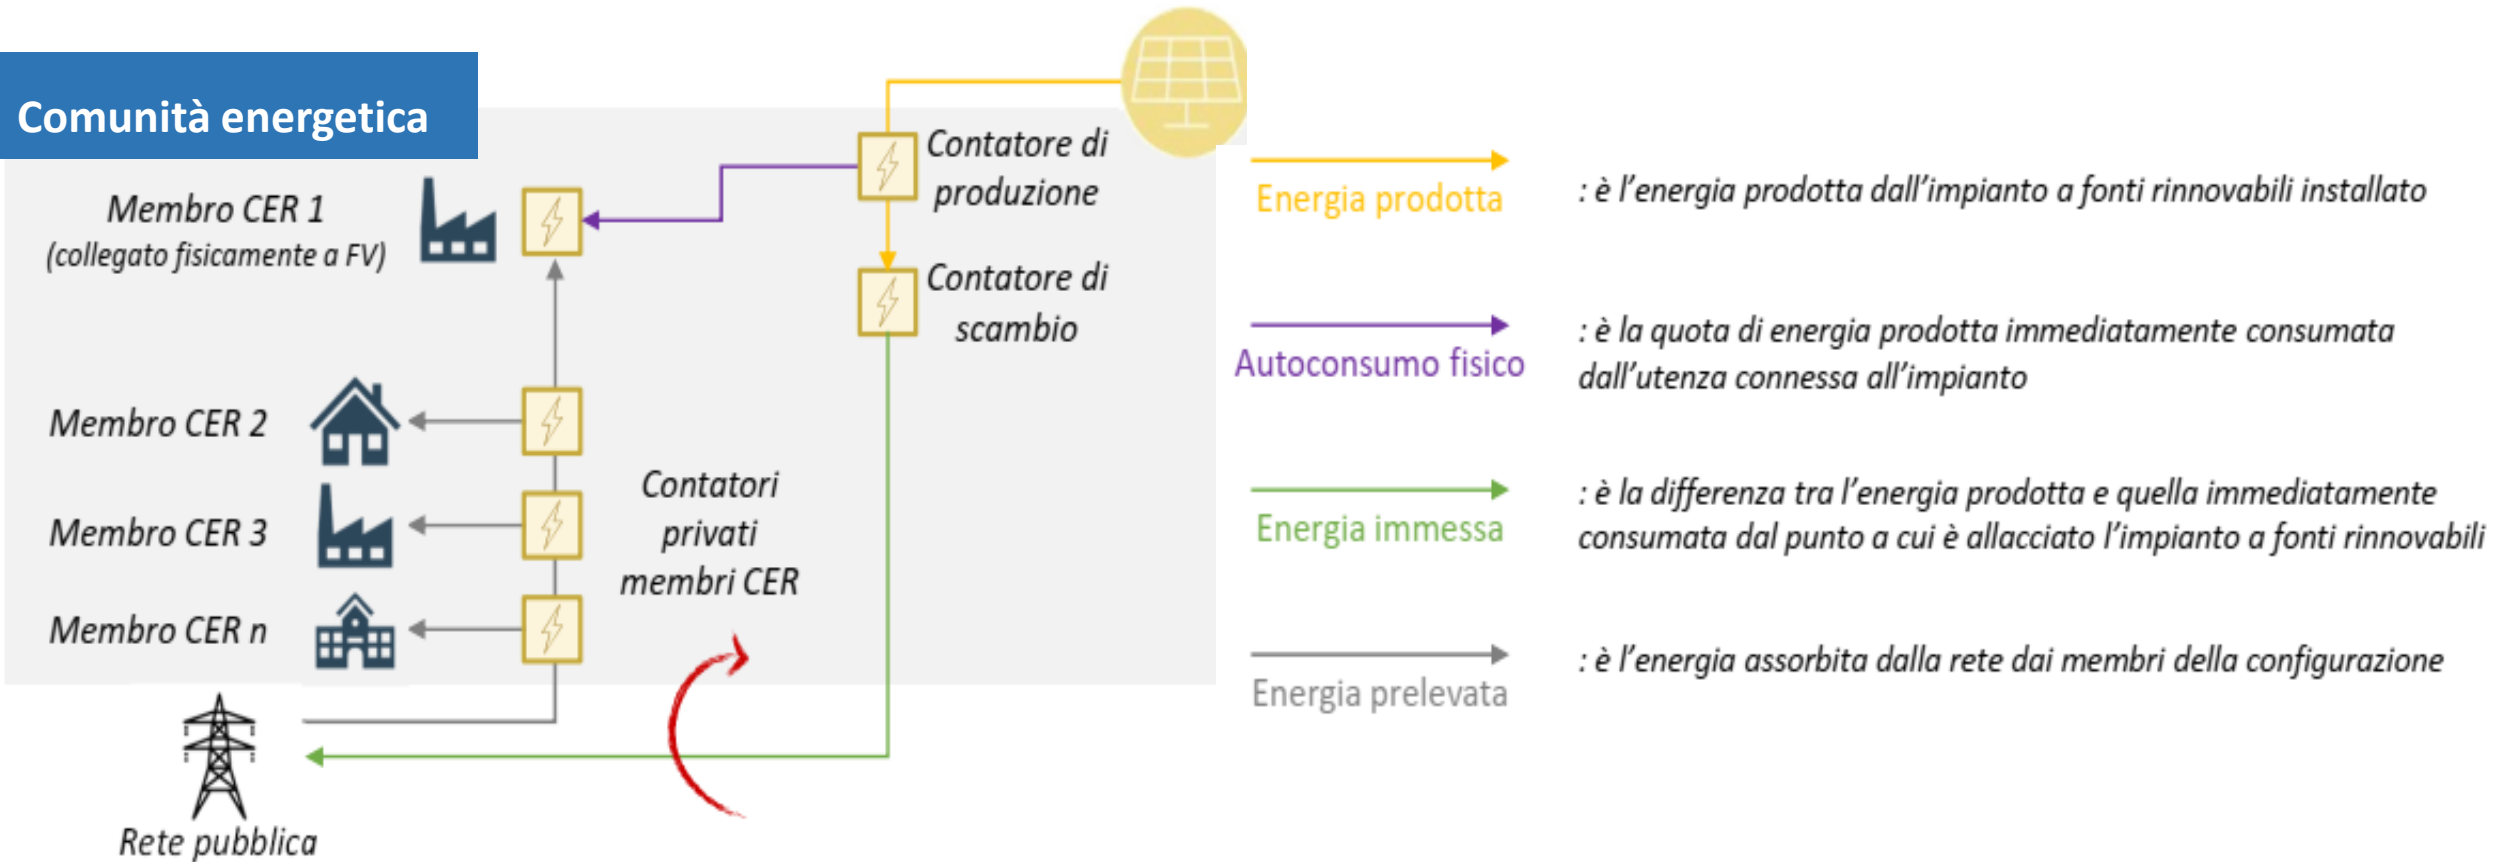 Comunità energetica
Membro CER 1
(collegato fisicamente a FV)
Membro CER 2
Membro CER 3
Membro CER n
Rete pubblica
Contatori
privati
membri CER
Contatore di
produzione
Contatore di
scambio
Energia prodotta
: è l'energia prodotta dall'impianto a fonti rinnovabili installato
Autoconsumo fisico
: è la quota di energia prodotta immediatamente consumata
dall'utenza connessa all'impianto
Energia immessa
: è la differenza tra l'energia prodotta e quella immediatamente
consumata dal punto a cui è allacciato l'impianto a fonti rinnovabili
Energia prelevata
: è l'energia assorbita dalla rete dai membri della configurazione